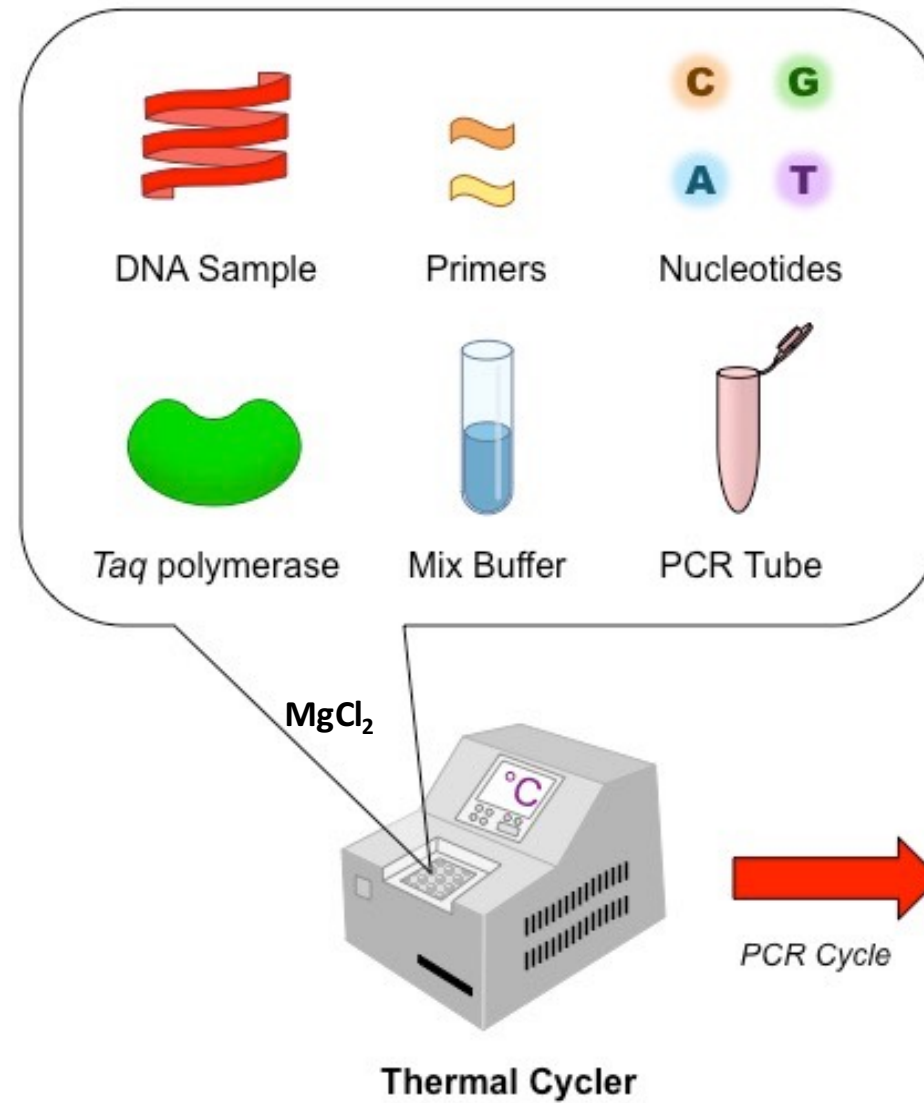 C G
A T
DNA Sample Primers Nucleotides
Taq polymerase Mix Buffer PCR Tube
MgCl₂
°C
PCR Cycle
Thermal Cycler